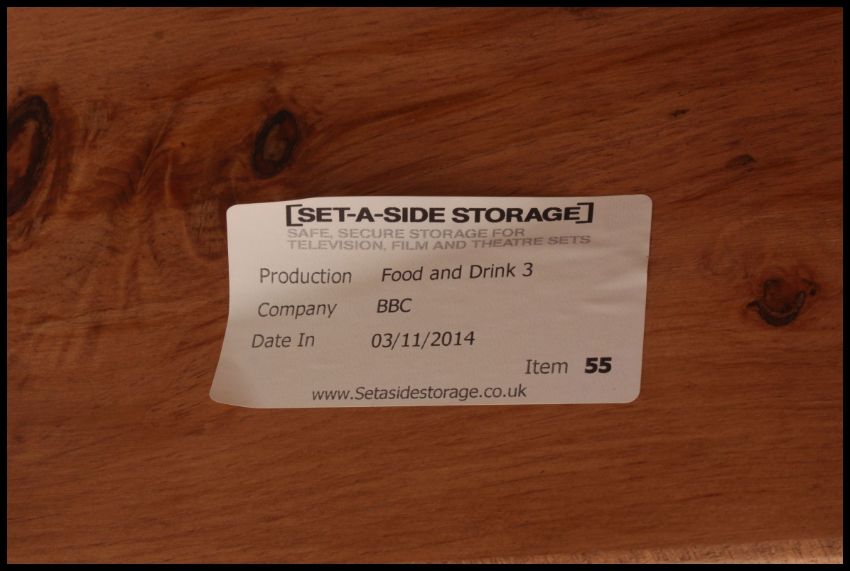 [SET-A-SIDE STORAGE]
SAFE, SECURE STORAGE FOR
TELEVISION, FILM AND THEATRE SETS
Production Food and Drink 3
Company BBC
Date In 03/11/2014
Item 55
www.Setasidestorage.co.uk